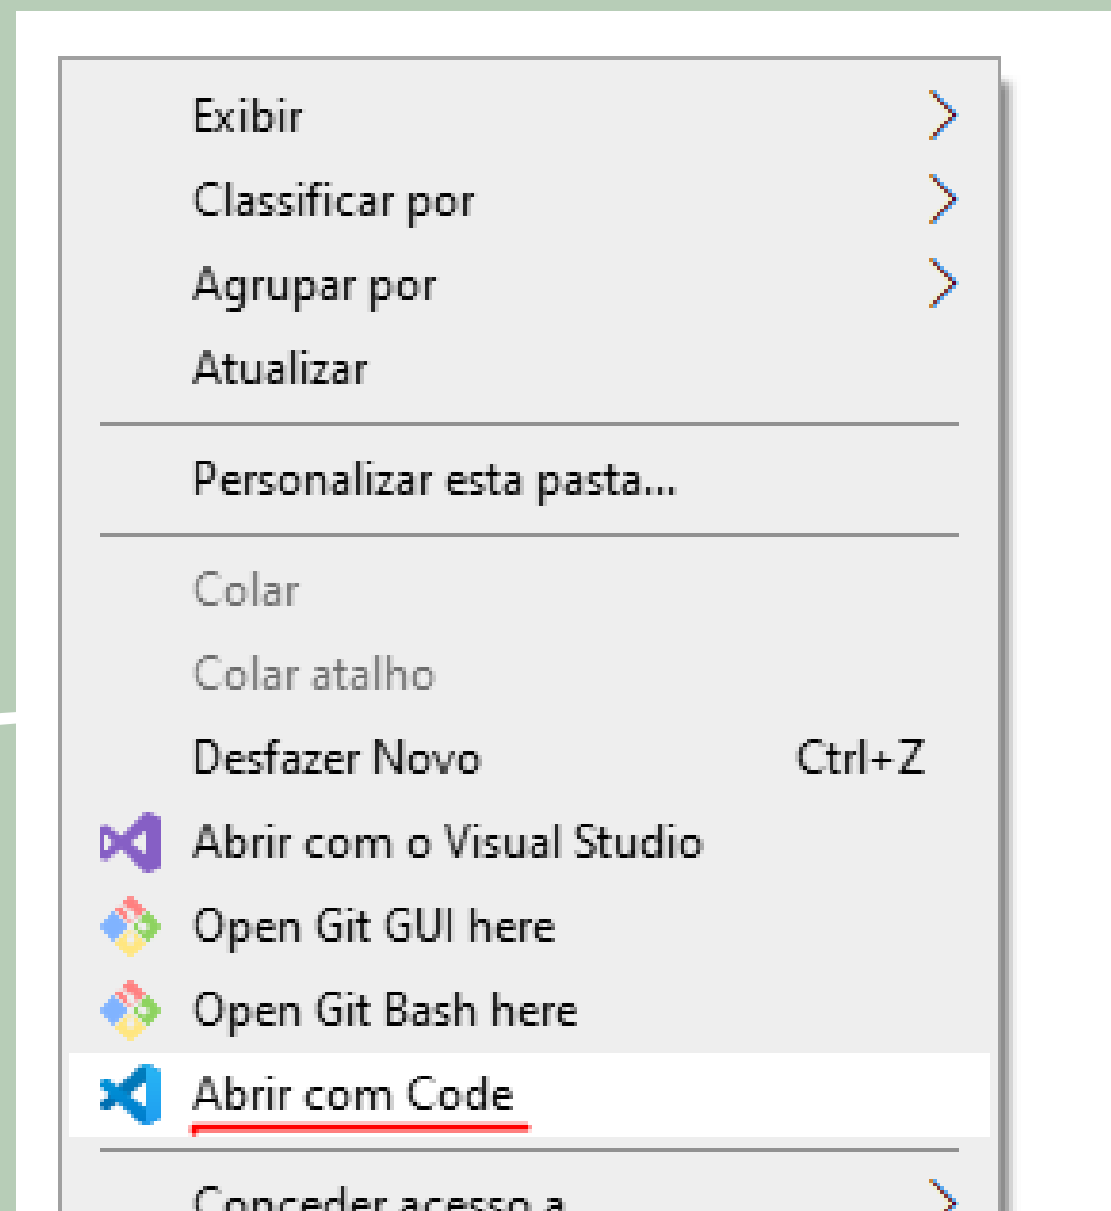 Exibir
Classificar por
Agrupar por
Atualizar
Personalizar esta pasta...
Colar
Colar atalho
Desfazer Novo Ctrl+Z
Abrir com o Visual Studio
Open Git GUI here
Open Git Bash here
Abrir com Code
Conceder acesso a